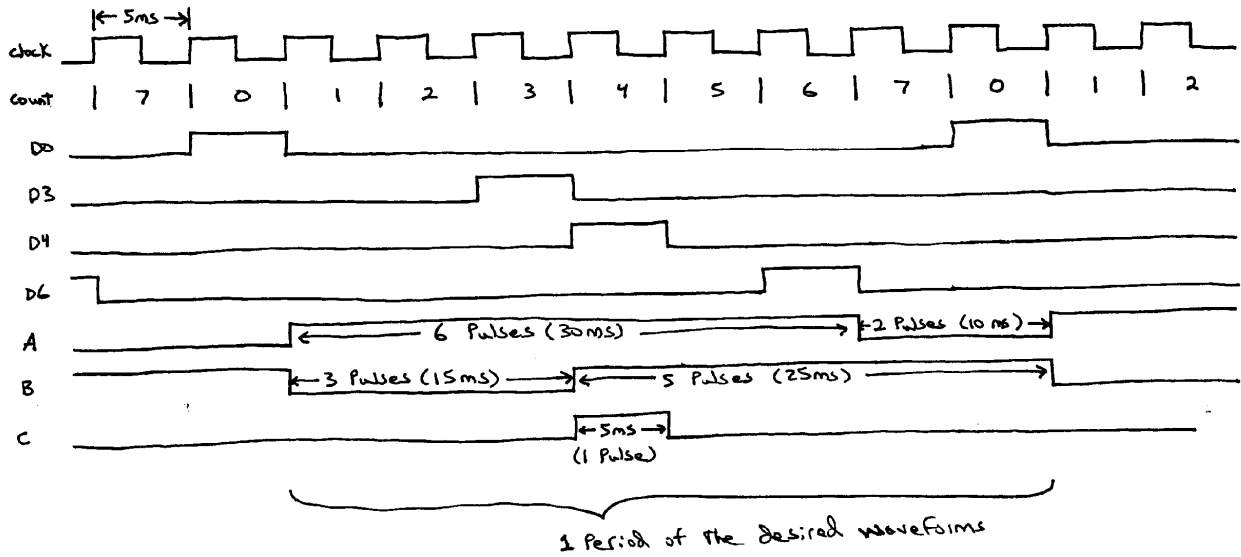 5ms
clock
count | 7 | 0 | 1 | 2 | 3 | 4 | 5 | 6 | 7 | 0 | 1 | 2
D0
D3
D4
D6
A 6 Pulses (30ms) 2 Pulses (10 ms)
B 3 Pulses (15ms) 5 Pulses (25ms)
C 5ms
(1 Pulse)
1 Period of the desired waveforms